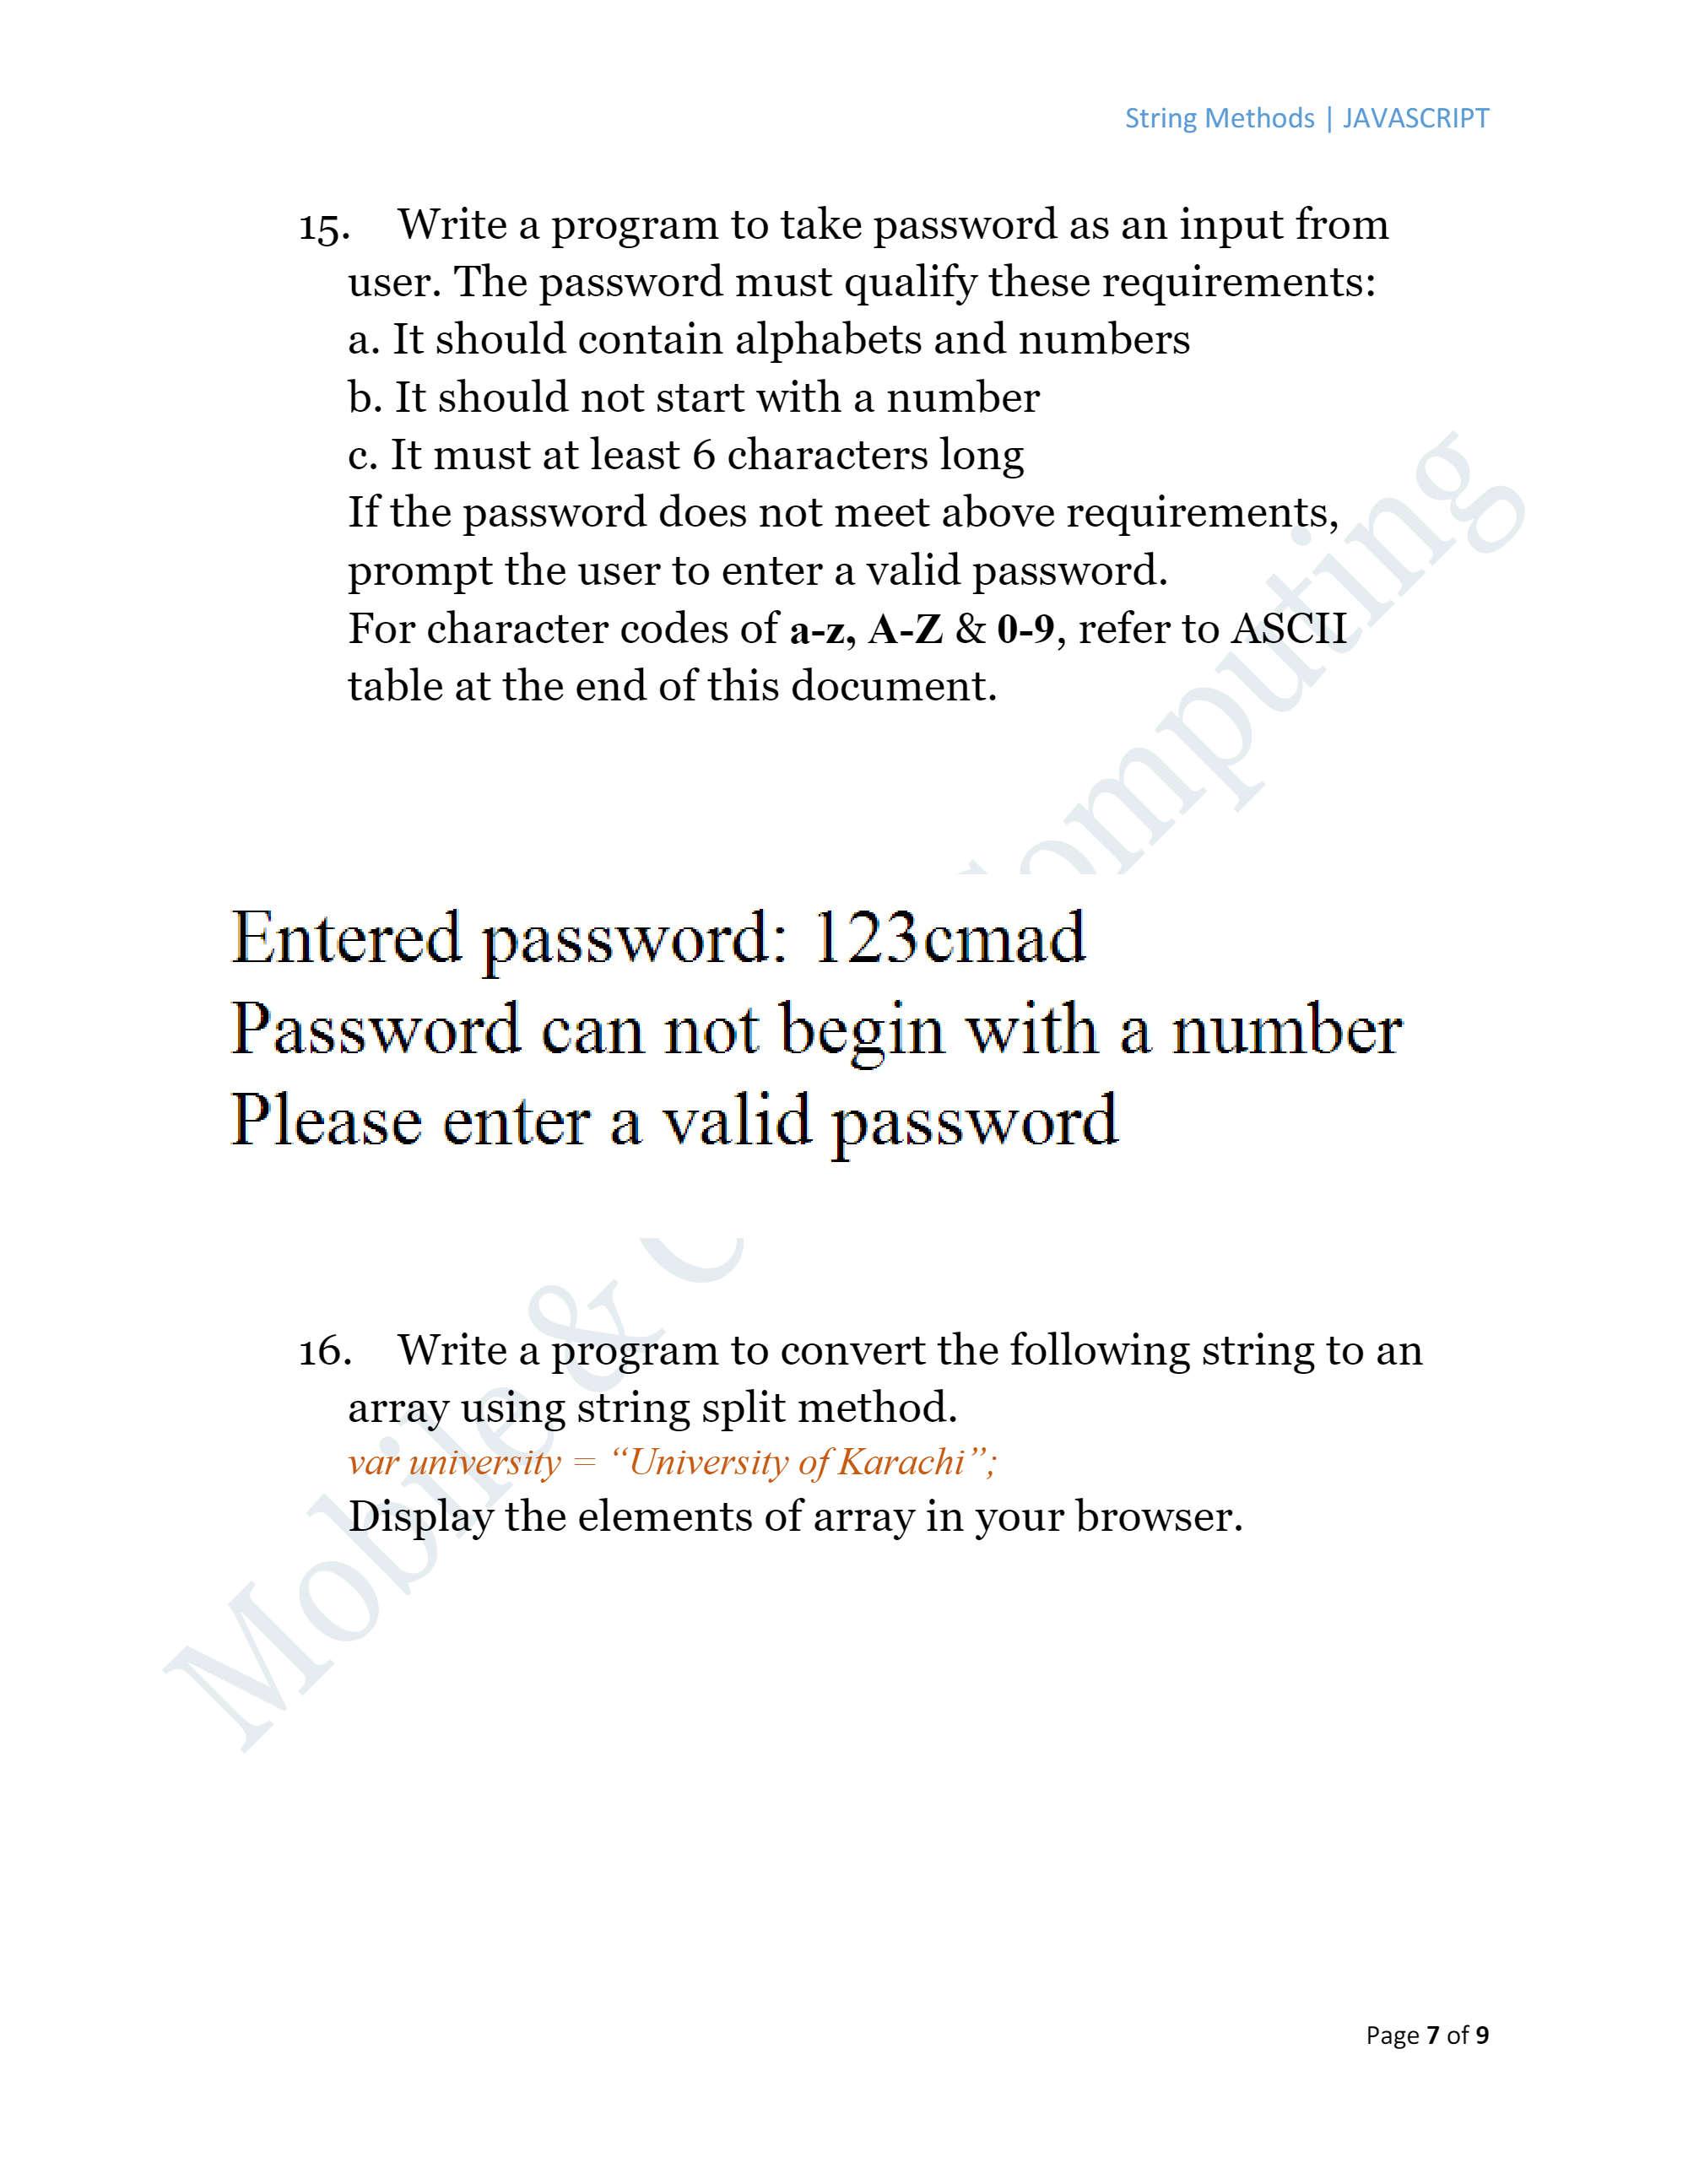 String Methods | JAVASCRIPT
15. Write a program to take password as an input from
user. The password must qualify these requirements:
a. It should contain alphabets and numbers
b. It should not start with a number
c. It must at least 6 characters long
If the password does not meet above requirements,
prompt the user to enter a valid password.
For character codes of a-z, A-Z & 0-9, refer to ASCII
table at the end of this document.
Entered password: 123cmad
Password can not begin with a number
Please enter a valid password
16. Write a program to convert the following string to an
array using string split method.
var university = “University of Karachi”;
Display the elements of array in your browser.
Mobile & Computing
Page 7 of 9